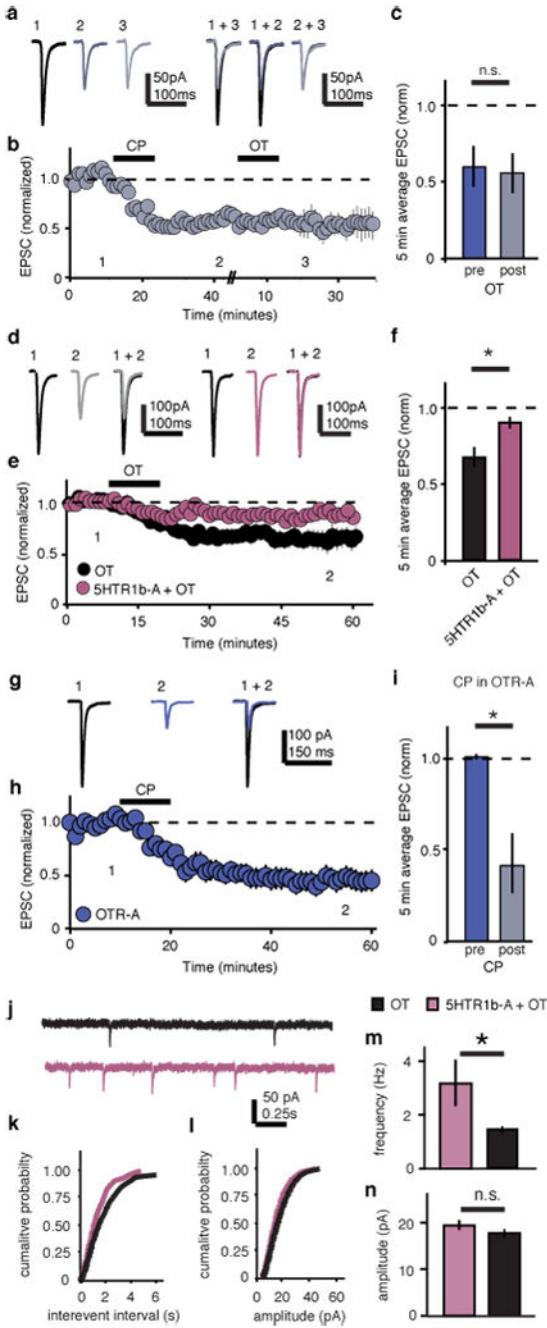 a
1 2 3
1 + 3 1 + 2 2 + 3
50pA
100ms
50pA
100ms
b
CP OT
EPSC (normalized)
1.0
0.5
0
1 2 3
0 20 40 10 30
Time (minutes)
c
n.s.
5 min average EPSC (norm)
1.0
0.5
0
pre post
OT
d
1 2 1 + 2
1 2 1 + 2
100pA
100ms
100pA
100ms
e
OT
EPSC (normalized)
1.0
0.5
0
1
2
OT
5HTR1b-A + OT
0 15 30 45 60
Time (minutes)
f
*
5 min average EPSC (norm)
1.0
0.5
0
OT
5HTR1b-A + OT
g
1 2 1 + 2
100 pA
150 ms
h
CP
EPSC (normalized)
1.0
0.5
0
1
2
OTR-A
0 20 40 60
Time (minutes)
i
CP in OTR-A
*
5 min average EPSC (norm)
1.0
0.5
0
pre post
CP
j
50 pA
0.25s
k
cumalitve probabilty
1.00
0.75
0.50
0.25
0
0 2 4 6
interevent interval (s)
l
cumalitve probabilty
1.00
0.75
0.50
0.25
0
0 20 40 60
amplitude (pA)
OT
5HTR1b-A + OT
m
*
frequency (Hz)
4
2
0
n
n.s.
amplitude (pA)
20
10
0